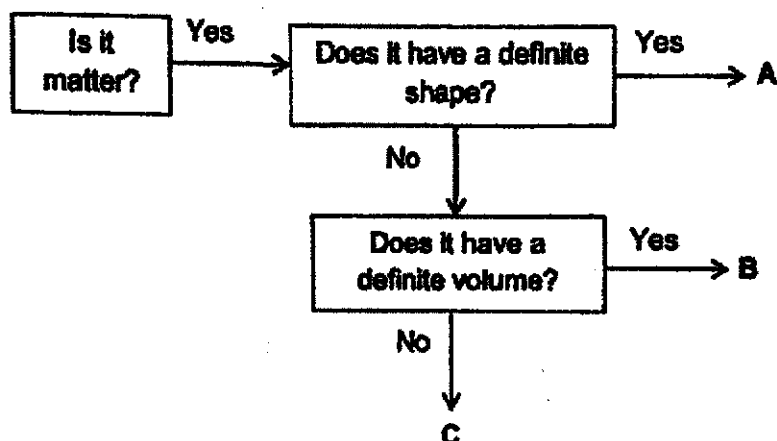 Is it
matter?
Yes
Does it have a definite
shape?
Yes
A
No
Does it have a
definite volume?
Yes
B
No
C